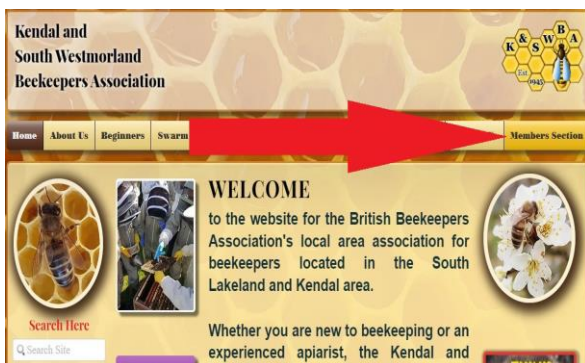 Kendal and
South Westmorland
Beekeepers Association
K & S W B A
Est.
1945
Home About Us Beginners Swarm Members Section
WELCOME
to the website for the British Beekeepers
Association's local area association for
beekeepers located in the South
Lakeland and Kendal area.
Search Here
Search Site
Whether you are new to beekeeping or an
experienced apiarist, the Kendal and